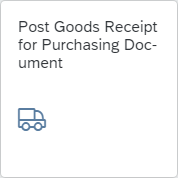 Post Goods Receipt
for Purchasing Doc-
ument